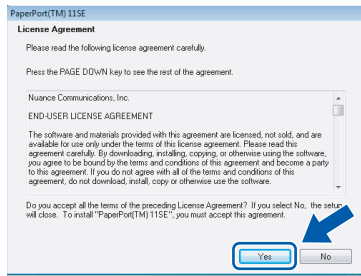 PaperPort(TM) 11SE
License Agreement
Please read the following license agreement carefully.
Press the PAGE DOWN key to see the rest of the agreement.
Nuance Communications, Inc.
END-USER LICENSE AGREEMENT
The software and materials provided with this agreement are licensed, not sold, and are
available for use only under the terms of this license agreement. Please read this
agreement carefully. By downloading, installing, copying, or otherwise using the software,
you agree to be bound by the terms and conditions of this agreement and become a party
to this agreement. If you do not agree with all of the terms and conditions of this
agreement, do not download, install, copy or otherwise use the software.
Do you accept all the terms of the preceding License Agreement? If you select No, the setup
will close. To install "PaperPort(TM) 11SE", you must accept this agreement.
Yes No